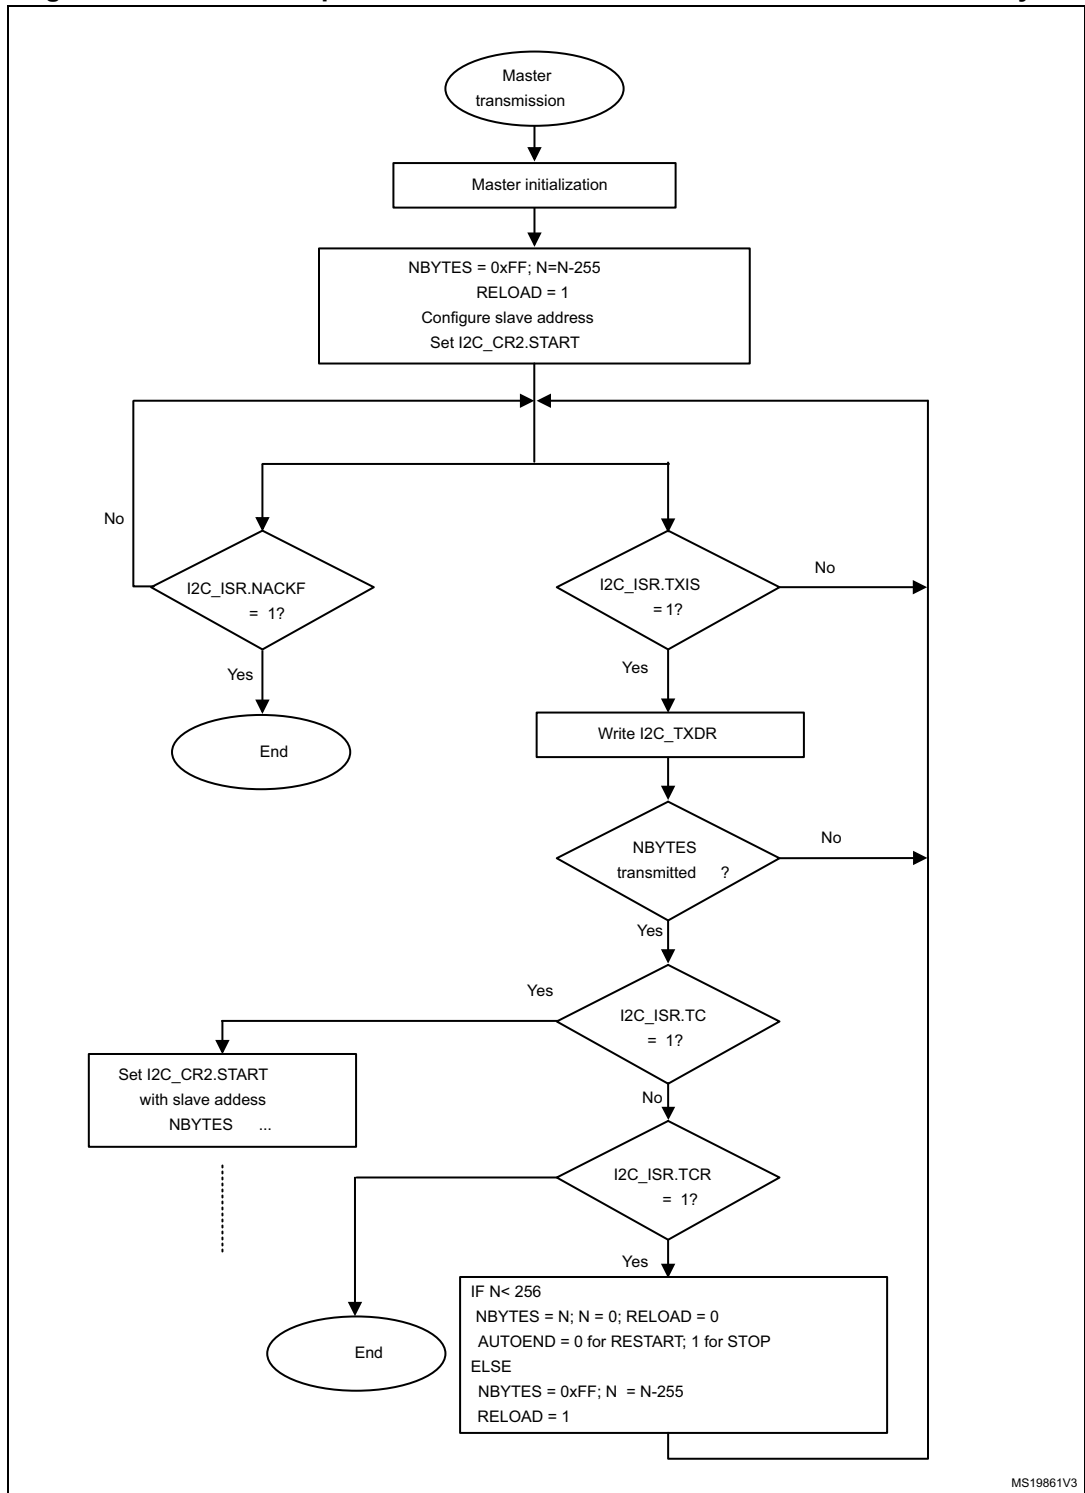 Master
transmission
Master initialization
NBYTES = 0xFF; N=N-255
RELOAD = 1
Configure slave address
Set I2C_CR2.START
No
I2C_ISR.NACKF
= 1?
Yes
End
I2C_ISR.TXIS
= 1?
No
Yes
Write I2C_TXDR
NBYTES
transmitted ?
No
Yes
I2C_ISR.TC
= 1?
Yes
Set I2C_CR2.START
with slave addess
NBYTES ...
No
I2C_ISR.TCR
= 1?
Yes
End
IF N< 256
NBYTES = N; N = 0; RELOAD = 0
AUTOEND = 0 for RESTART; 1 for STOP
ELSE
NBYTES = 0xFF; N = N-255
RELOAD = 1
MS19861V3